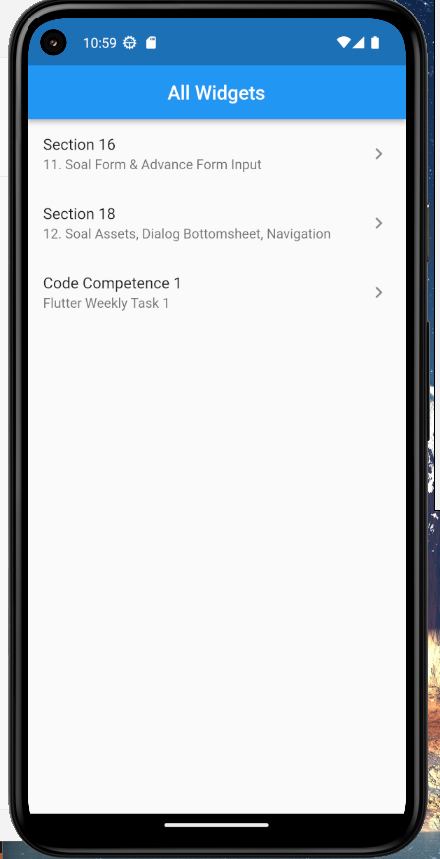 10:59
All Widgets
Section 16
11. Soal Form & Advance Form Input
Section 18
12. Soal Assets, Dialog Bottomsheet, Navigation
Code Competence 1
Flutter Weekly Task 1